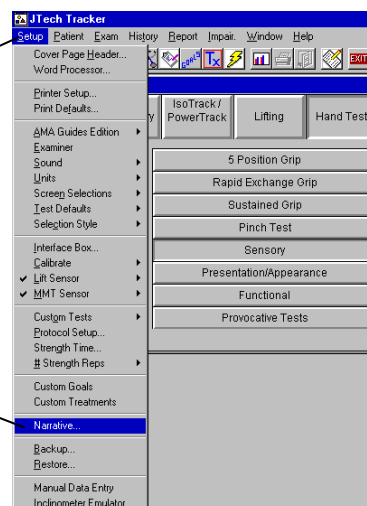 JTech Tracker
Setup Patient Exam History Report Impair. Window Help
GOALS Tx EXIT
Cover Page Header...
Word Processor...
Printer Setup...
Print Defaults...
AMA Guides Edition
Examiner
Sound
Units
Screen Selections
Test Defaults
Selection Style
Interface Box...
Calibrate
Lift Sensor
MMT Sensor
Custom Tests
Protocol Setup...
Strength Time...
# Strength Reps
Custom Goals
Custom Treatments
Narrative...
Backup...
Restore...
Manual Data Entry
Inclinometer Emulator
IsoTrack /
PowerTrack
Lifting
Hand Test
5 Position Grip
Rapid Exchange Grip
Sustained Grip
Pinch Test
Sensory
Presentation/Appearance
Functional
Provocative Tests